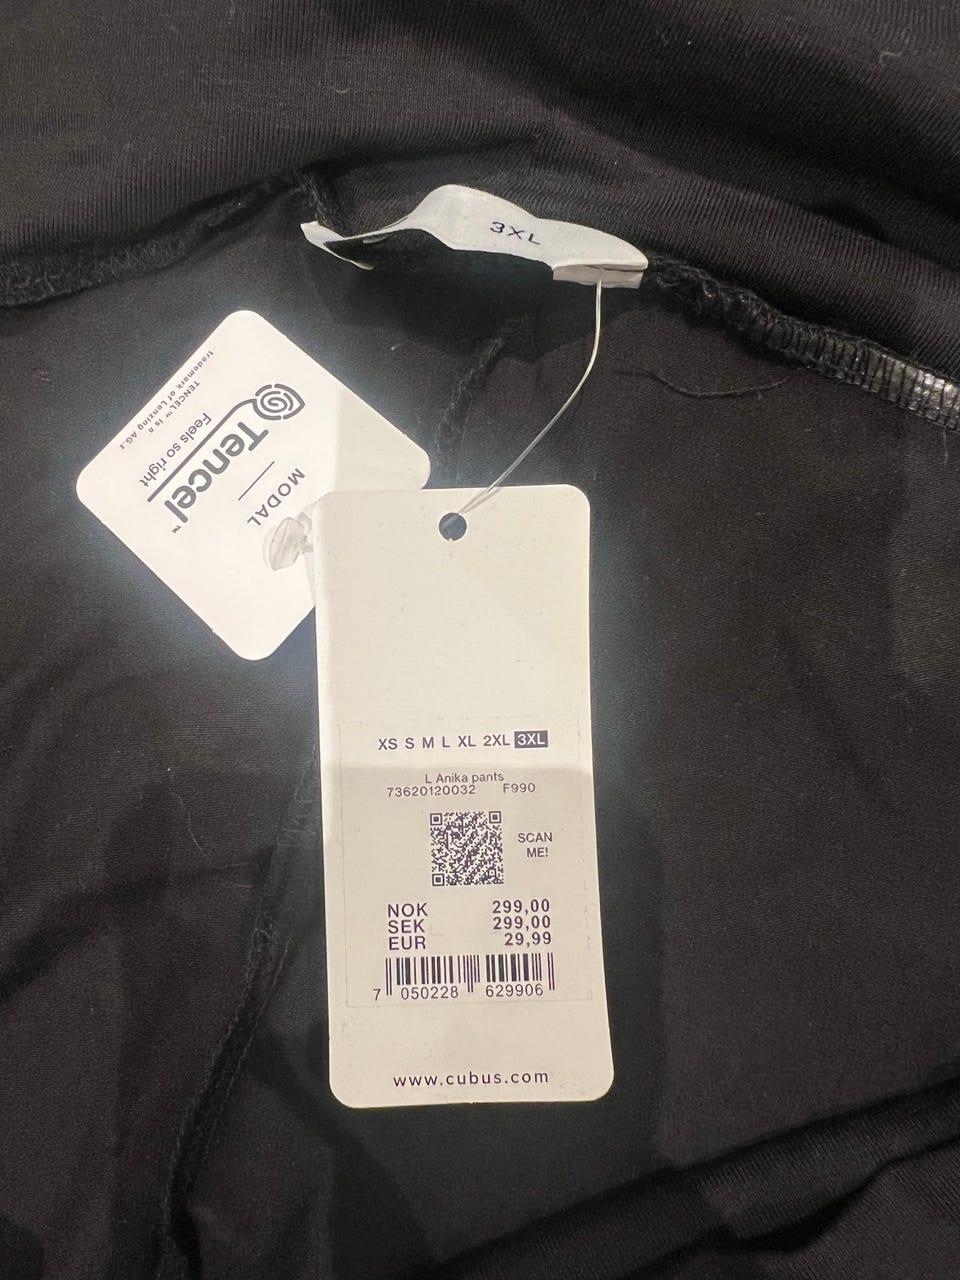 3XL
TENCEL™ is a
trademark of Lenzing AG.
Feels so right
Tencel™
MODAL
XS S M L XL 2XL 3XL
L Anika pants
73620120032 F990
SCAN
ME!
NOK 299,00
SEK 299,00
EUR 29,99
7 050228 629906
www.cubus.com